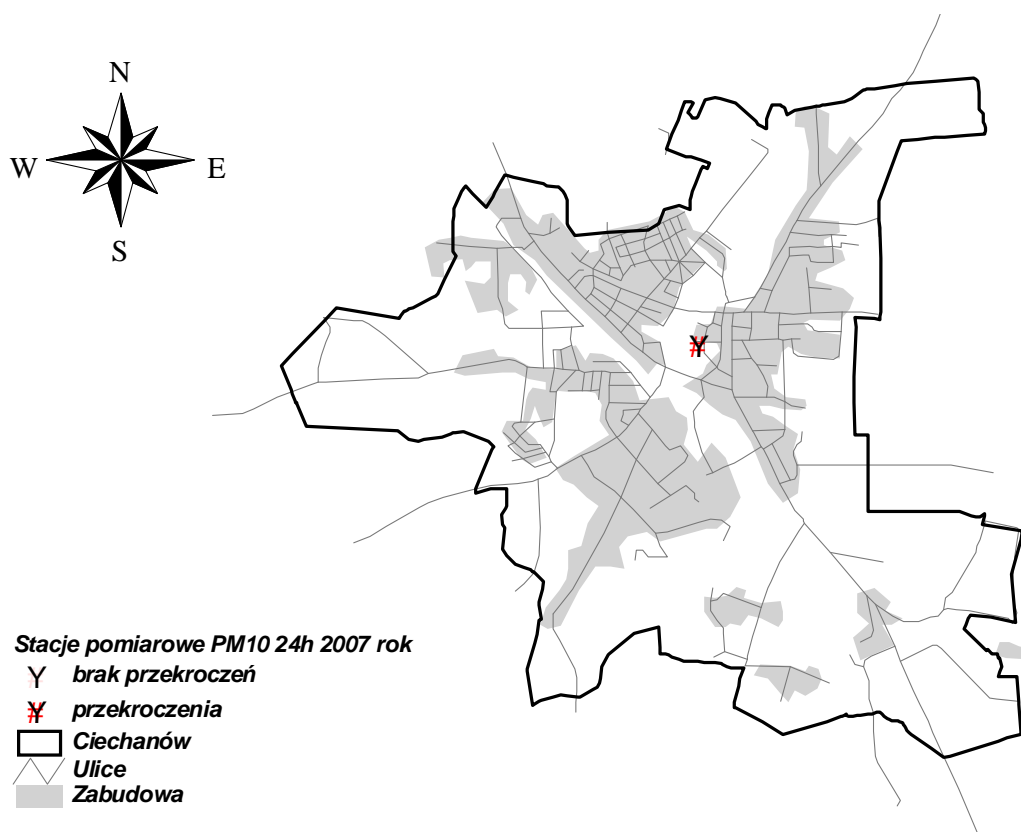 N
W E
S
Stacje pomiarowe PM10 24h 2007 rok
brak przekroczeń
przekroczenia
Ciechanów
Ulice
Zabudowa